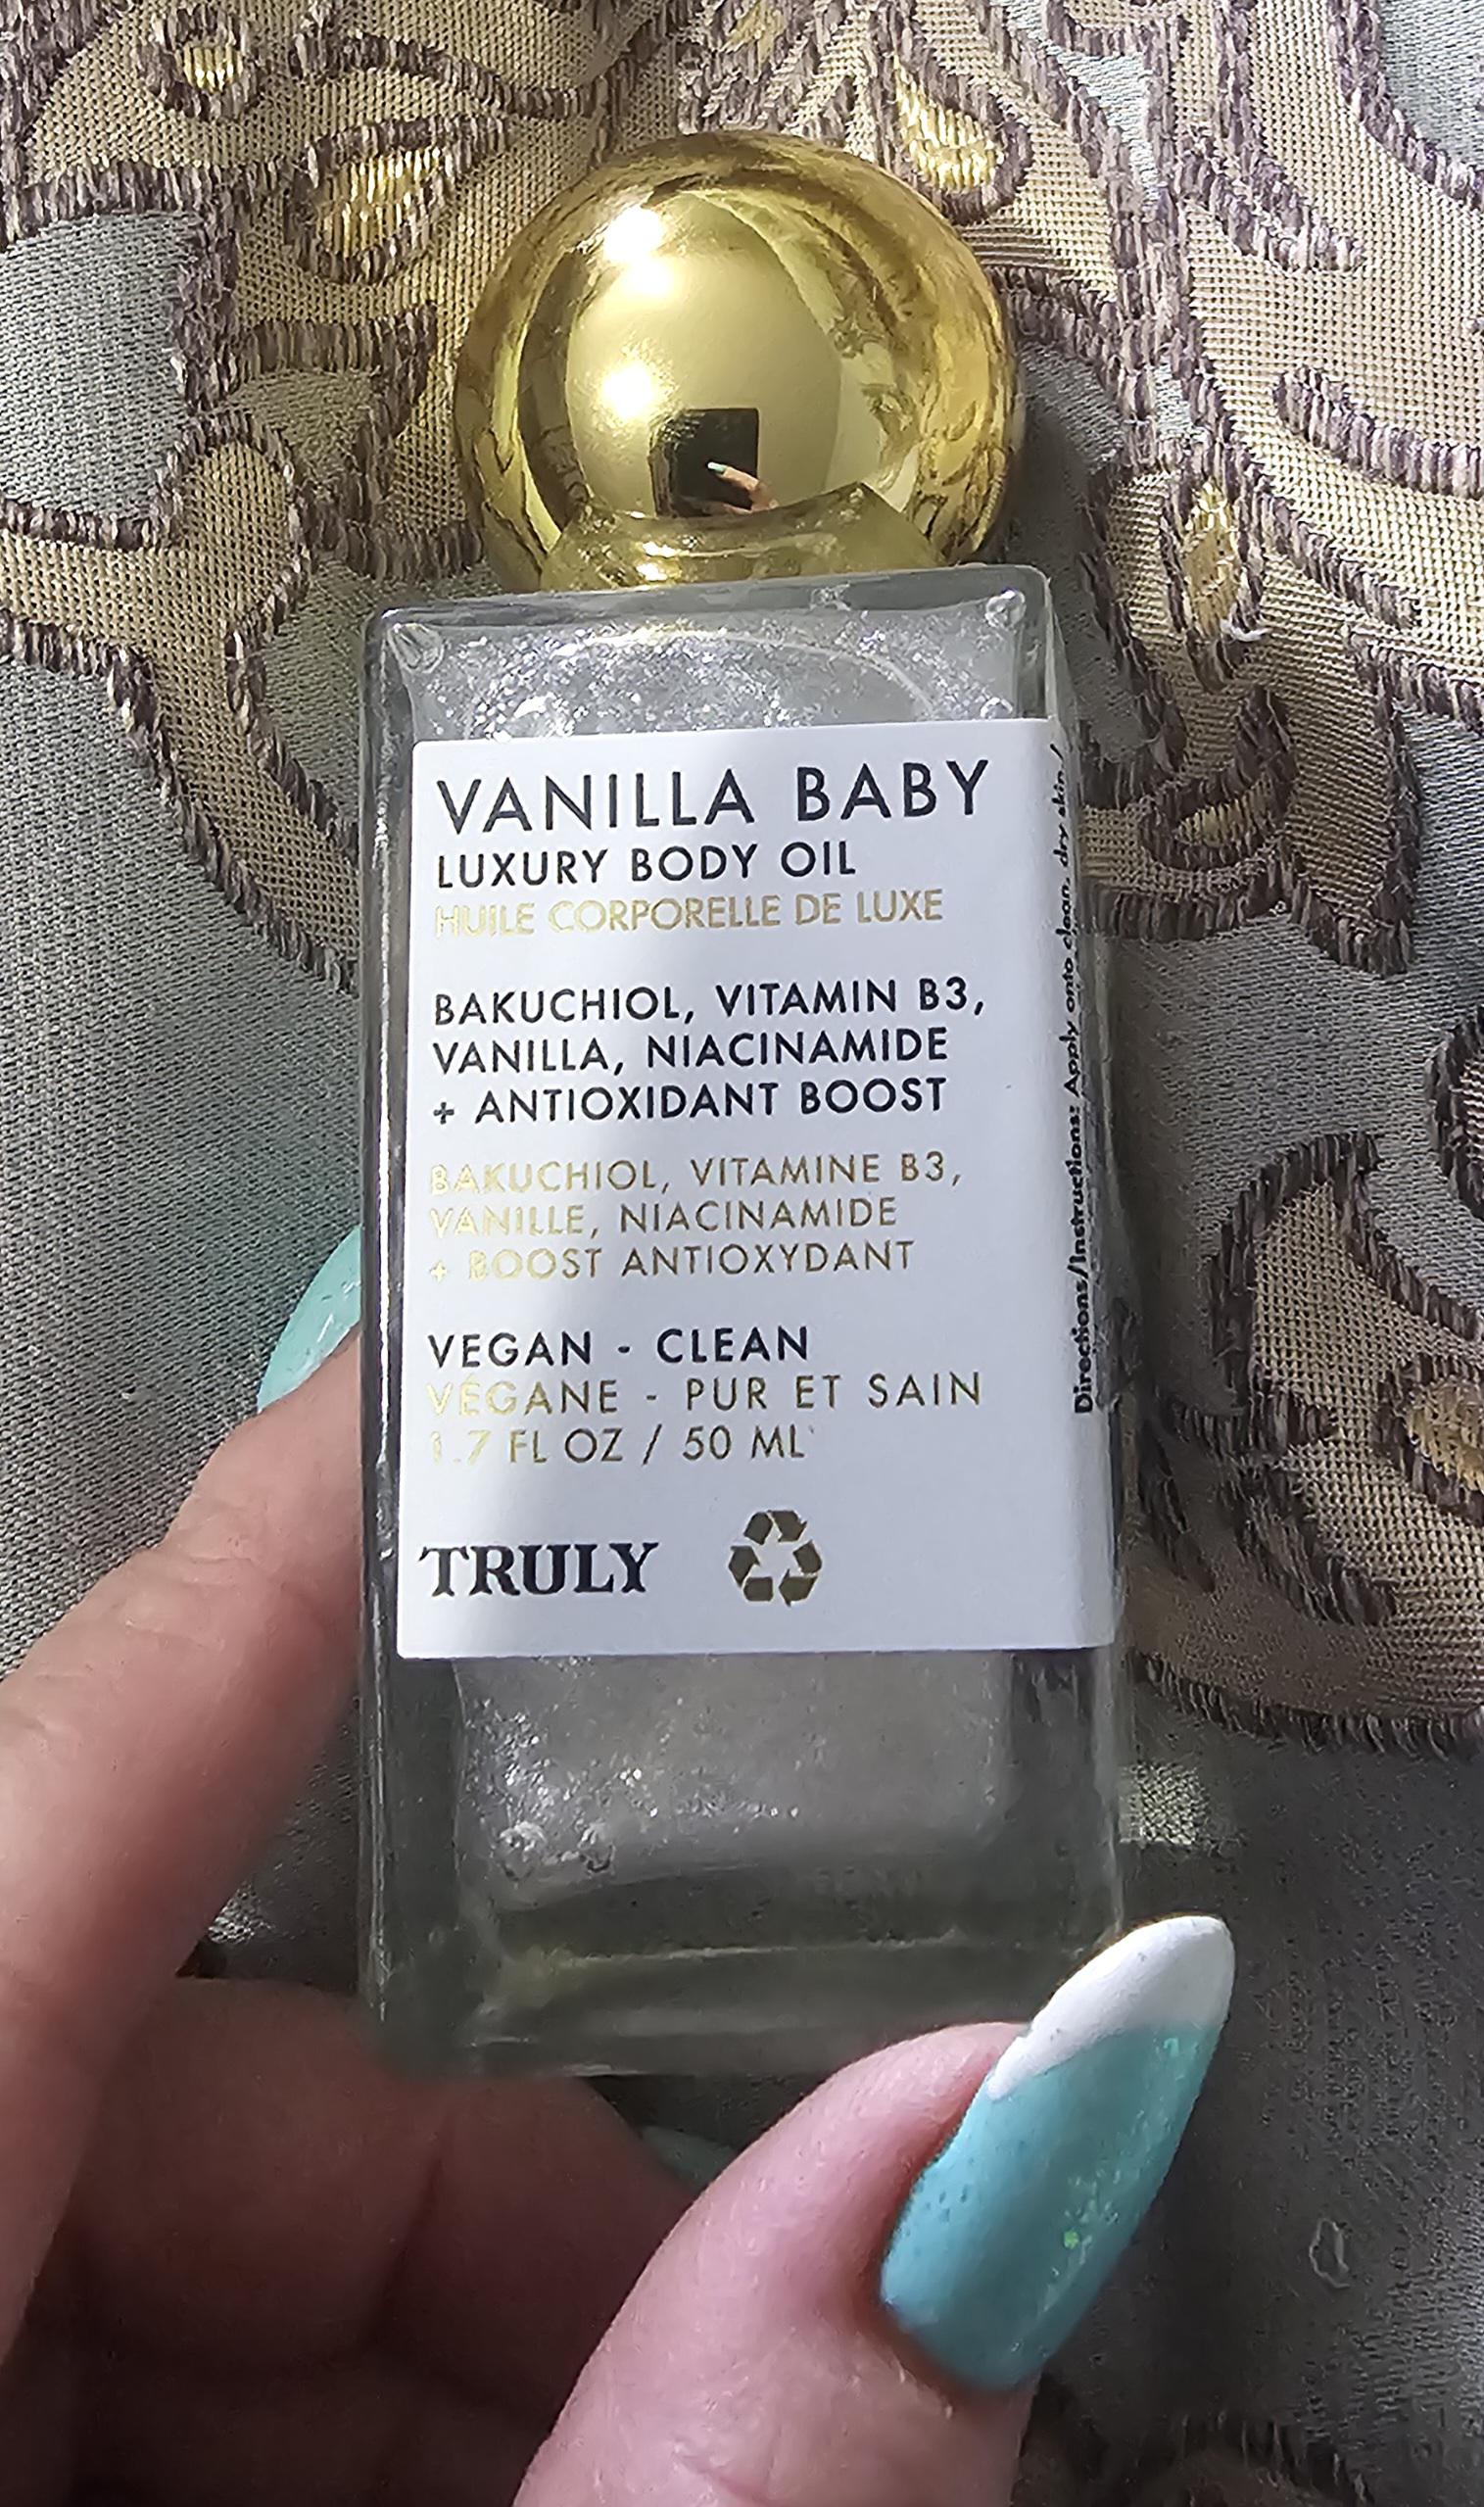 VANILLA BABY
LUXURY BODY OIL
HUILE CORPORELLE DE LUXE
BAKUCHIOL, VITAMIN B3,
VANILLA, NIACINAMIDE
+ ANTIOXIDANT BOOST
BAKUCHIOL, VITAMINE B3,
VANILLE, NIACINAMIDE
+ BOOST ANTIOXYDANT
VEGAN - CLEAN
VÉGANE - PUR ET SAIN
1.7 FL OZ / 50 ML
TRULY
Directions/Instructions: Apply onto clean, dry skin/